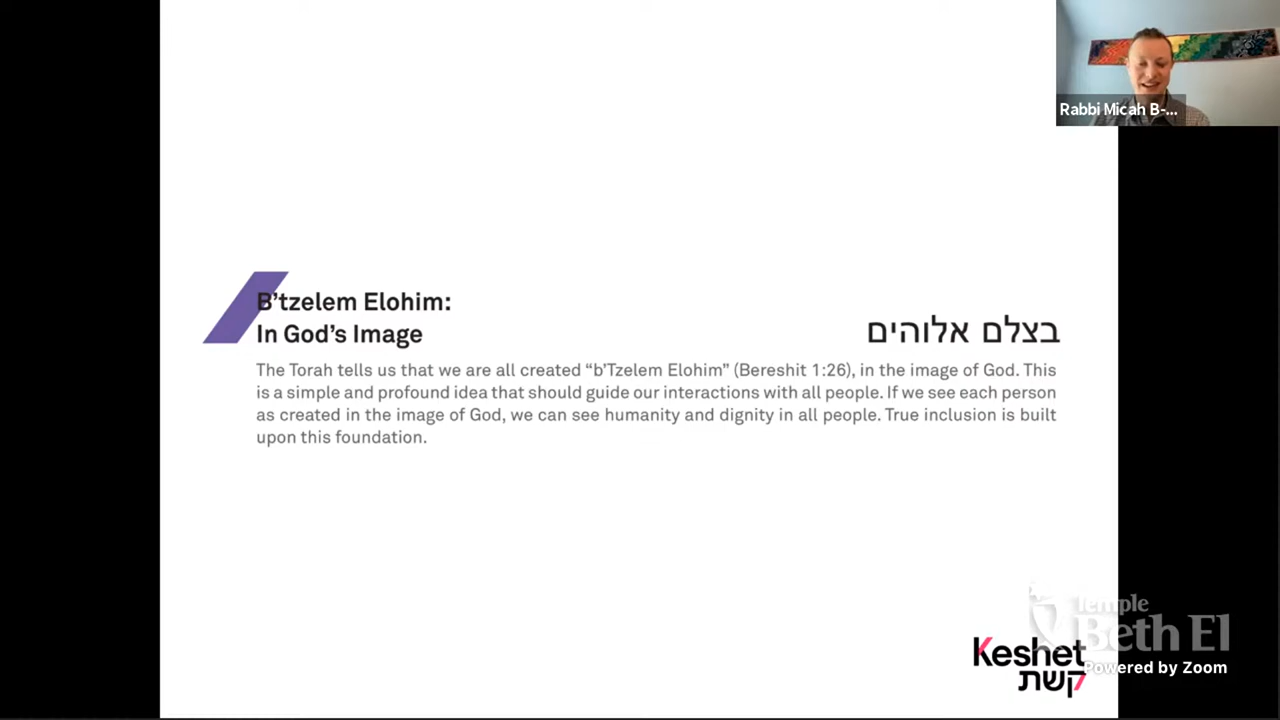 Rabbi Micah B-...
B'tzelem Elohim:
In God's Image
בצלם אלוהים
The Torah tells us that we are all created “b'Tzelem Elohim” (Bereshit 1:26), in the image of God. This
is a simple and profound idea that should guide our interactions with all people. If we see each person
as created in the image of God, we can see humanity and dignity in all people. True inclusion is built
upon this foundation.
Temple
Beth El
Keshet
קשת
Powered by Zoom